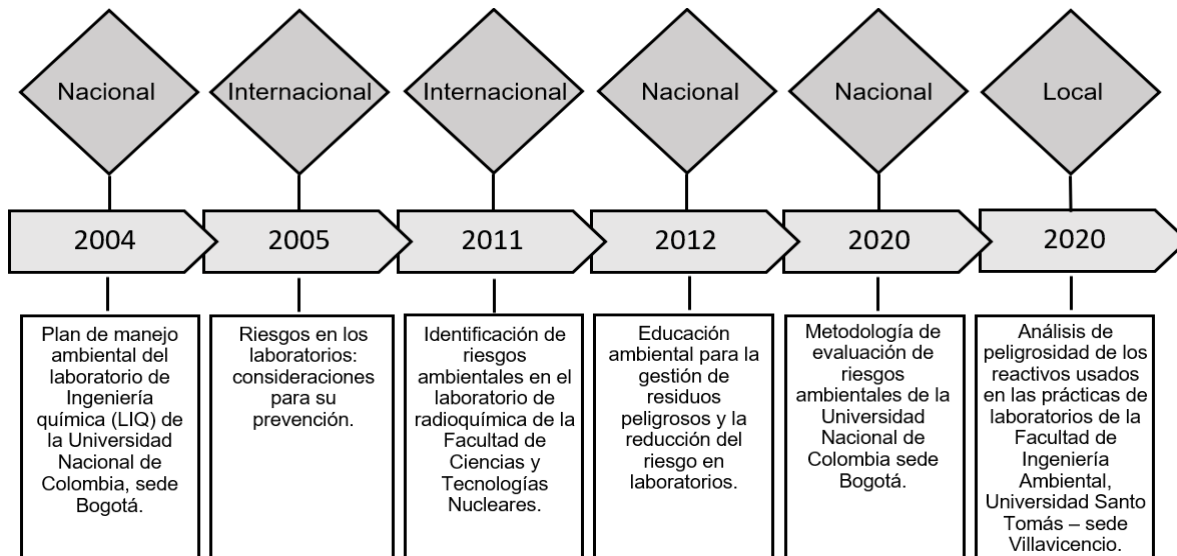 Nacional
Internacional
Internacional
Nacional
Nacional
Local
2004
2005
2011
2012
2020
2020
Plan de manejo
ambiental del
laboratorio de
Ingeniería
química (LIQ) de
la Universidad
Nacional de
Colombia, sede
Bogotá.
Riesgos en los
laboratorios:
consideraciones
para su
prevención.
Identificación de
riesgos
ambientales en el
laboratorio de
radioquímica de la
Facultad de
Ciencias y
Tecnologías
Nucleares.
Educación
ambiental para la
gestión de
residuos
peligrosos y la
reducción del
riesgo en
laboratorios.
Metodología de
evaluación de
riesgos
ambientales de la
Universidad
Nacional de
Colombia sede
Bogotá.
Análisis de
peligrosidad de los
reactivos usados
en las prácticas de
laboratorios de la
Facultad de
Ingeniería
Ambiental,
Universidad Santo
Tomás – sede
Villavicencio.